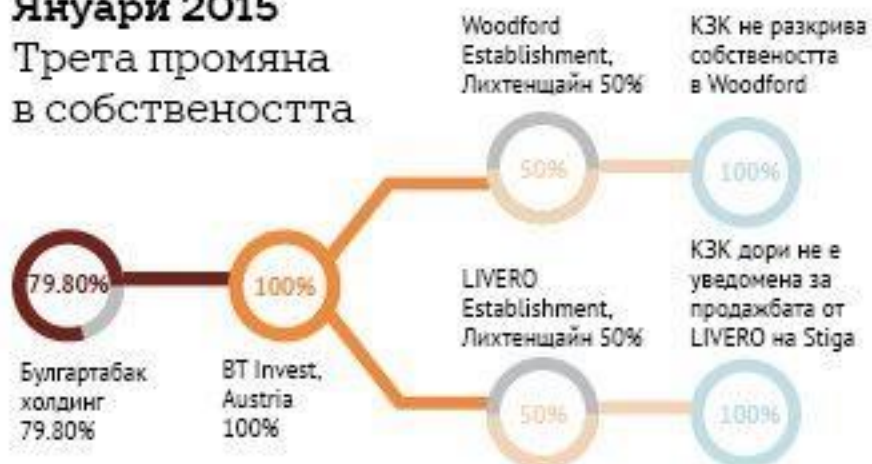 Януари 2015
Трета промяна
в собствеността
Woodford
Establishment,
Лихтенщайн 50%
КЗК не разкрива
собствеността
в Woodford
50%
100%
79.80%
100%
LIVERO
Establishment,
Лихтенщайн 50%
КЗК дори не е
уведомена за
продажбата от
LIVERO на Stiga
Булгартабак
холдинг
79.80%
BT Invest,
Austria
100%
50%
100%